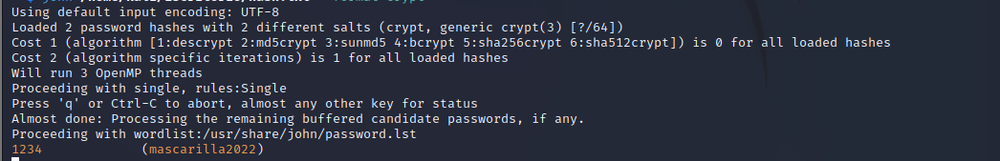 Using default input encoding: UTF-8
Loaded 2 password hashes with 2 different salts (crypt, generic crypt(3) [?/64])
Cost 1 (algorithm [1:descrypt 2:md5crypt 3:sunmd5 4:bcrypt 5:sha256crypt 6:sha512crypt]) is 0 for all loaded hashes
Cost 2 (algorithm specific iterations) is 1 for all loaded hashes
Will run 3 OpenMP threads
Proceeding with single, rules:Single
Press 'q' or Ctrl-C to abort, almost any other key for status
Almost done: Processing the remaining buffered candidate passwords, if any.
Proceeding with wordlist:/usr/share/john/password.lst
1234 (mascarilla2022)